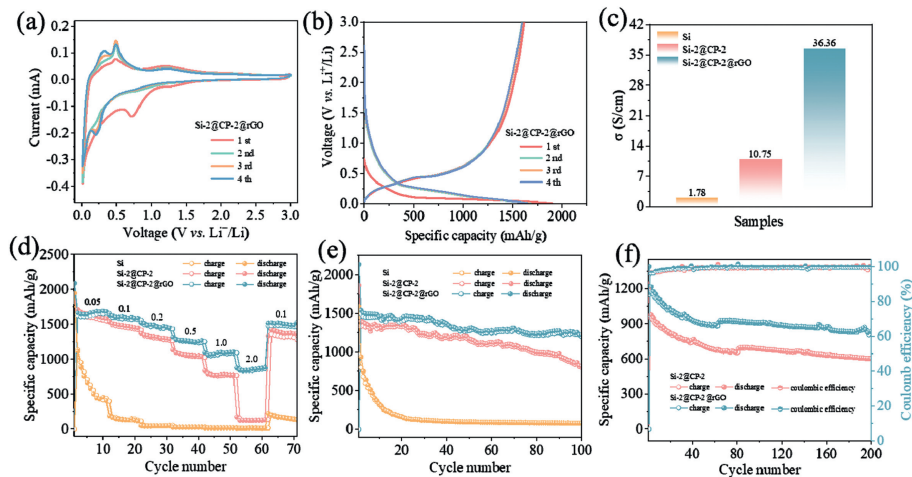 (a)
0.2
0.1
0.0
-0.1
-0.2
-0.3
-0.4
Current (mA)
Si-2@CP-2@rGO
1 st
2 nd
3 rd
4 th
0.0 0.5 1.0 1.5 2.0 2.5 3.0
Voltage (V vs. Li⁺/Li)
(b)
3.0
2.5
2.0
1.5
1.0
0.5
0.0
Voltage (V vs. Li⁺/Li)
Si-2@CP-2@rGO
1 st
2 nd
3 rd
4 th
0 500 1000 1500 2000
Specific capacity (mAh/g)
(c)
42
35
28
21
14
7
0
σ (S/cm)
Si
Si-2@CP-2
Si-2@CP-2@rGO
1.78
10.75
36.36
Samples
(d)
2500
2000
1500
1000
500
0
Specific capacity (mAh/g)
Si charge discharge
Si-2@CP-2 charge discharge
Si-2@CP-2@rGO charge discharge
0.05
0.1
0.2
0.5
1.0
2.0
0.1
0 10 20 30 40 50 60 70
Cycle number
(e)
2000
1500
1000
500
0
Specific capacity (mAh/g)
Si charge discharge
Si-2@CP-2 charge discharge
Si-2@CP-2@rGO charge discharge
0 20 40 60 80 100
Cycle number
(f)
1200
900
600
300
0
Specific capacity (mAh/g)
Si-2@CP-2
charge discharge coulombic efficiency
Si-2@CP-2@rGO
charge discharge coulombic efficiency
100
80
60
40
20
0
Coulomb efficiency (%)
40 80 120 160 200
Cycle number